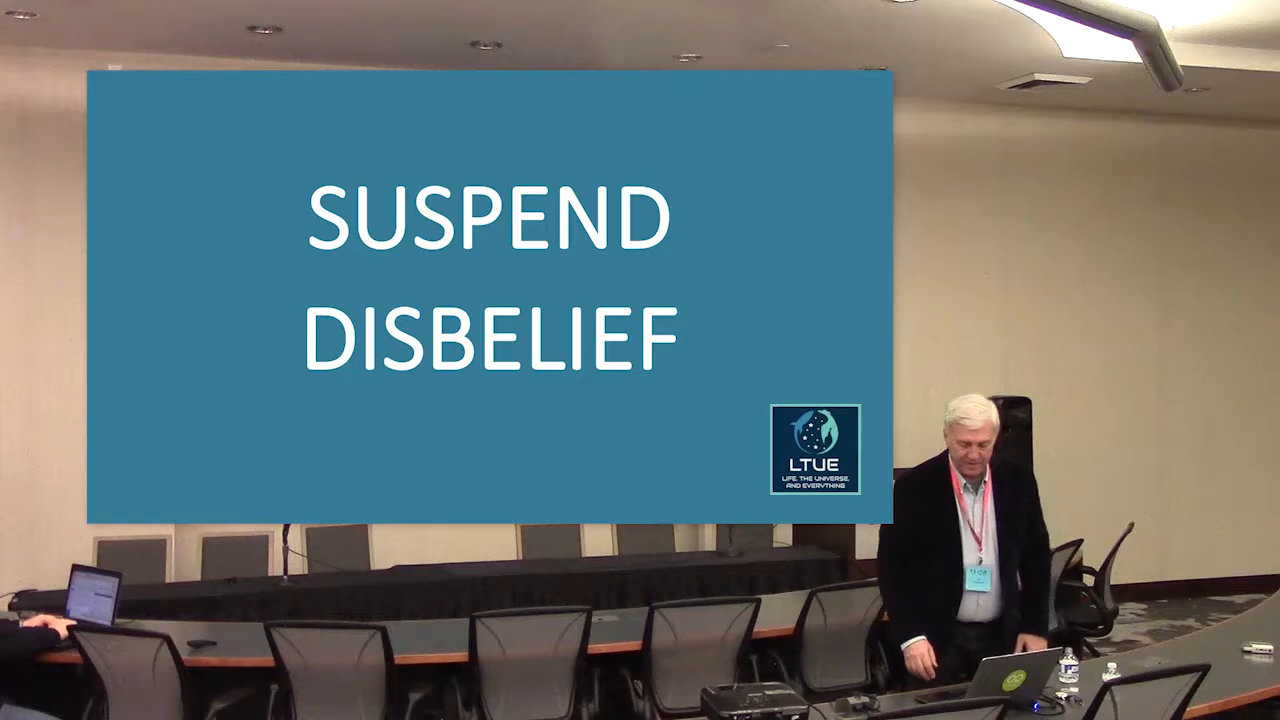 SUSPEND
DISBELIEF
LTUE
LIFE, THE UNIVERSE,
AND EVERYTHING